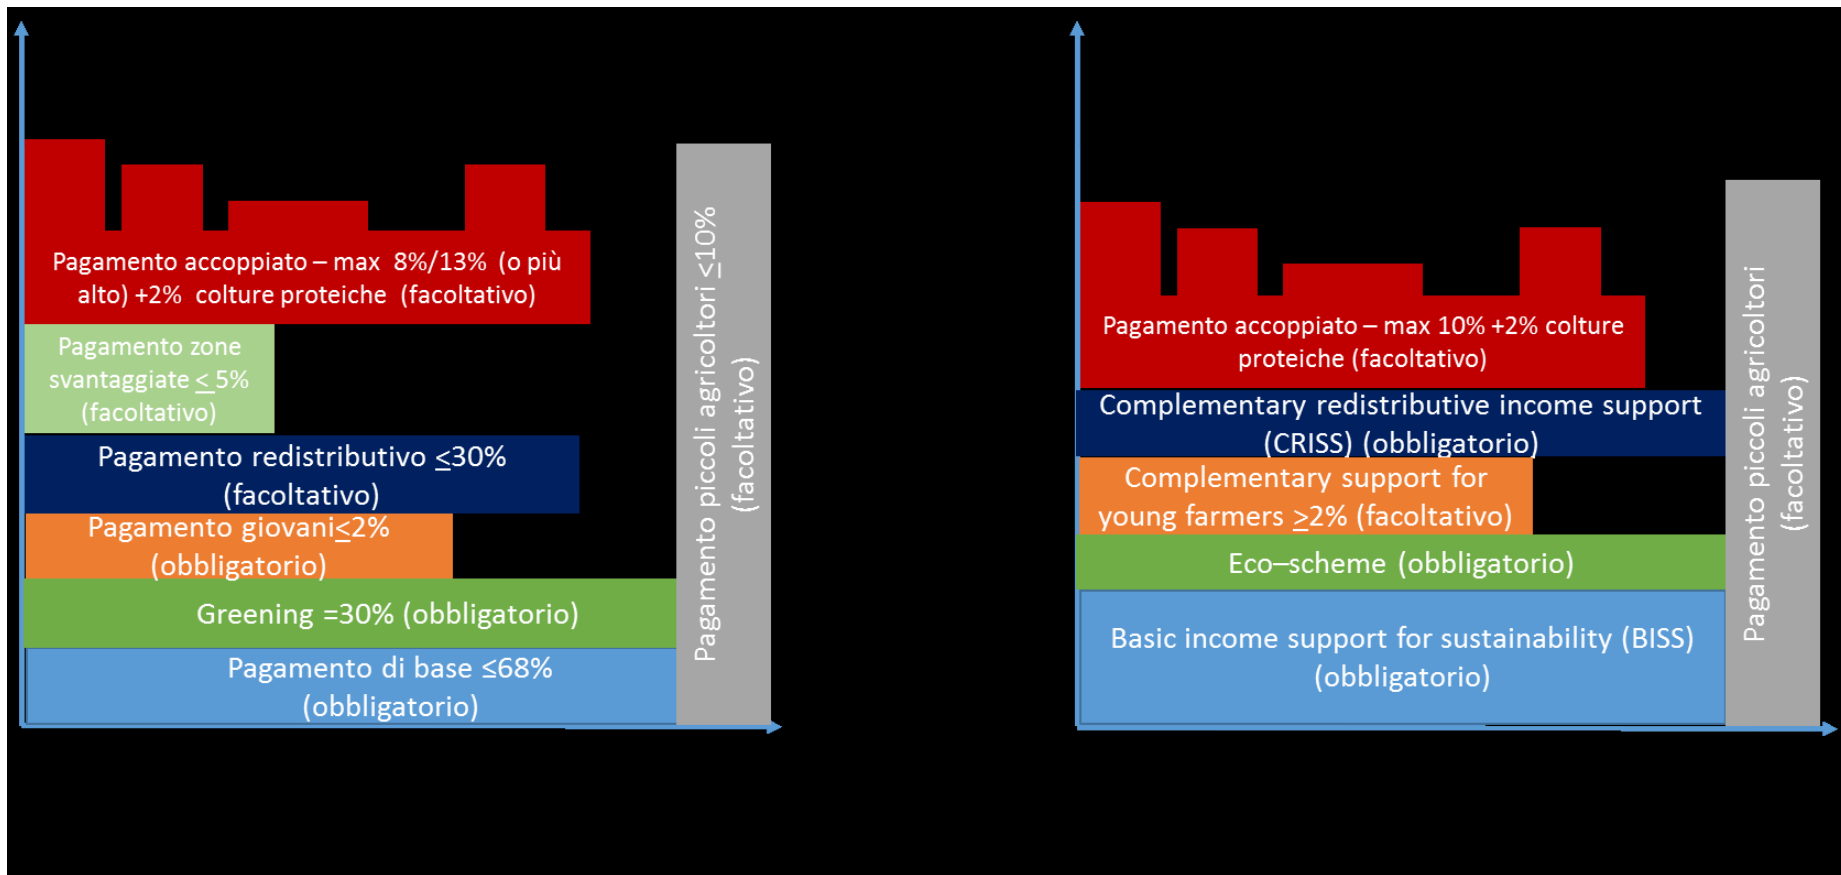 Pagamento accoppiato – max 8%/13% (o più
alto) +2% colture proteiche (facoltativo)
Pagamento zone
svantaggiate < 5%
(facoltativo)
Pagamento redistributivo ≤30%
(facoltativo)
Pagamento giovani≤2%
(obbligatorio)
Greening =30% (obbligatorio)
Pagamento di base ≤68%
(obbligatorio)
Pagamento piccoli agricoltori ≤10%
(facoltativo)
Pagamento accoppiato – max 10% +2% colture
proteiche (facoltativo)
Complementary redistributive income support
(CRISS) (obbligatorio)
Complementary support for
young farmers ≥2% (facoltativo)
Eco–scheme (obbligatorio)
Basic income support for sustainability (BISS)
(obbligatorio)
Pagamento piccoli agricoltori
(facoltativo)